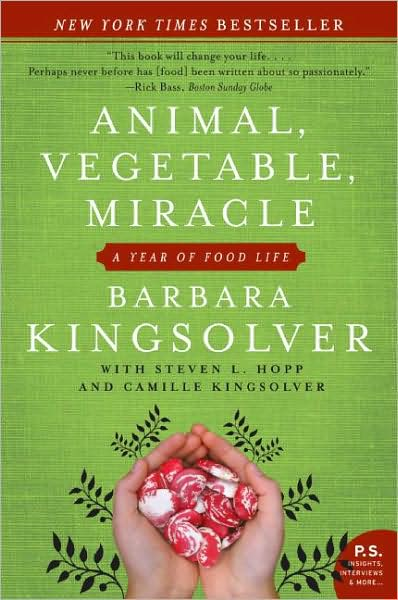 NEW YORK TIMES BESTSELLER
"This book will change your life. . . .
Perhaps never before has [food] been written about so passionately."
—Rick Bass, Boston Sunday Globe
ANIMAL,
VEGETABLE,
MIRACLE
A YEAR OF FOOD LIFE
BARBARA
KINGSOLVER
WITH STEVEN L. HOPP
AND CAMILLE KINGSOLVER
P.S.
INSIGHTS,
INTERVIEWS
& MORE...